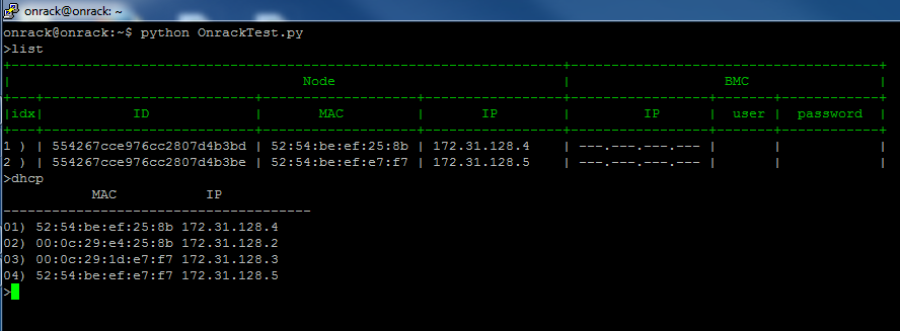 onrack@onrack: ~
onrack@onrack:~$ python OnrackTest.py
>list
+-----------------------------------------------------------------+--------------------------------------+
|                                    Node                                    |                   BMC                   |
+---+--------------------------+-------------------+-----------------+-----------------+------+------------+
|idx|            ID            |        MAC        |       IP        |       IP        | user |  password  |
+---+--------------------------+-------------------+-----------------+-----------------+------+------------+
1 ) | 554267cce976cc2807d4b3bd | 52:54:be:ef:25:8b | 172.31.128.4    | ---.---.---.--- |      |            |
2 ) | 554267cce976cc2807d4b3be | 52:54:be:ef:e7:f7 | 172.31.128.5    | ---.---.---.--- |      |            |
>dhcp
           MAC           IP
--------------------------------------
01) 52:54:be:ef:25:8b 172.31.128.4
02) 00:0c:29:e4:25:8b 172.31.128.2
03) 00:0c:29:1d:e7:f7 172.31.128.3
04) 52:54:be:ef:e7:f7 172.31.128.5
>